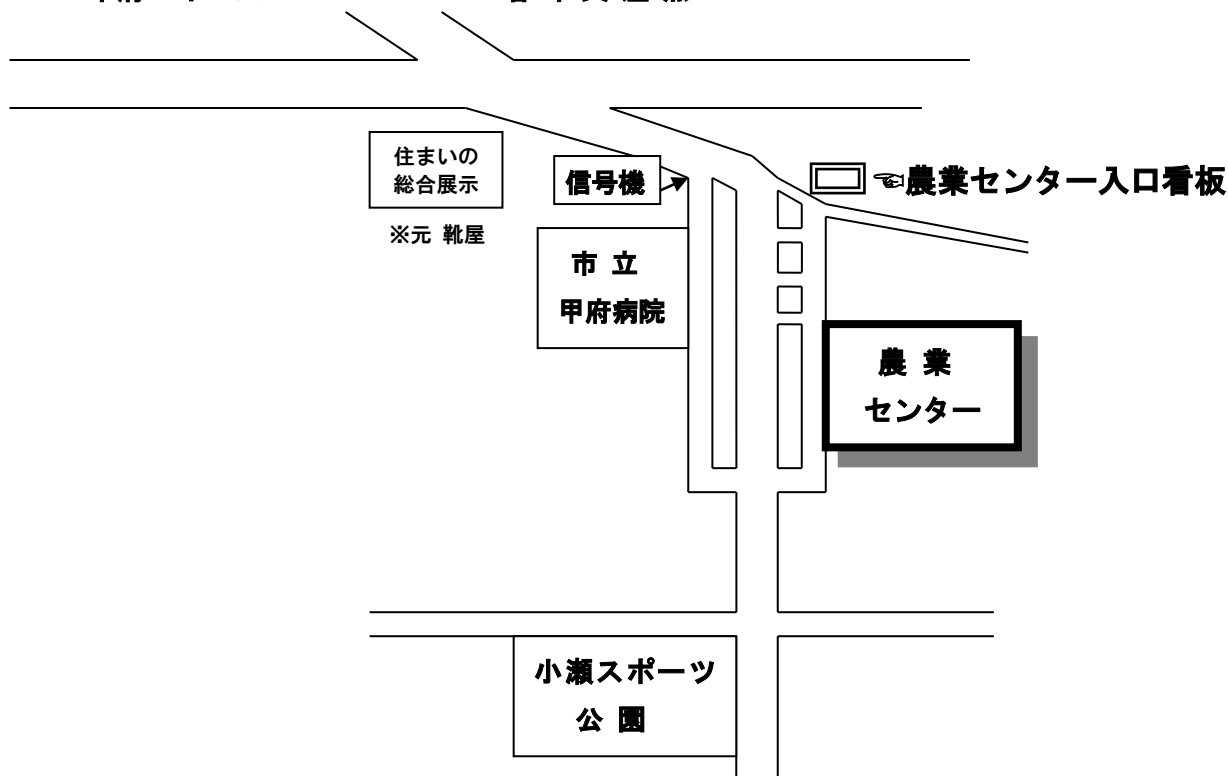 住まいの
総合展示
※元 靴屋
信号機
☜農業センター入口看板
市 立
甲府病院
農 業
センター
小瀬スポーツ
公 園